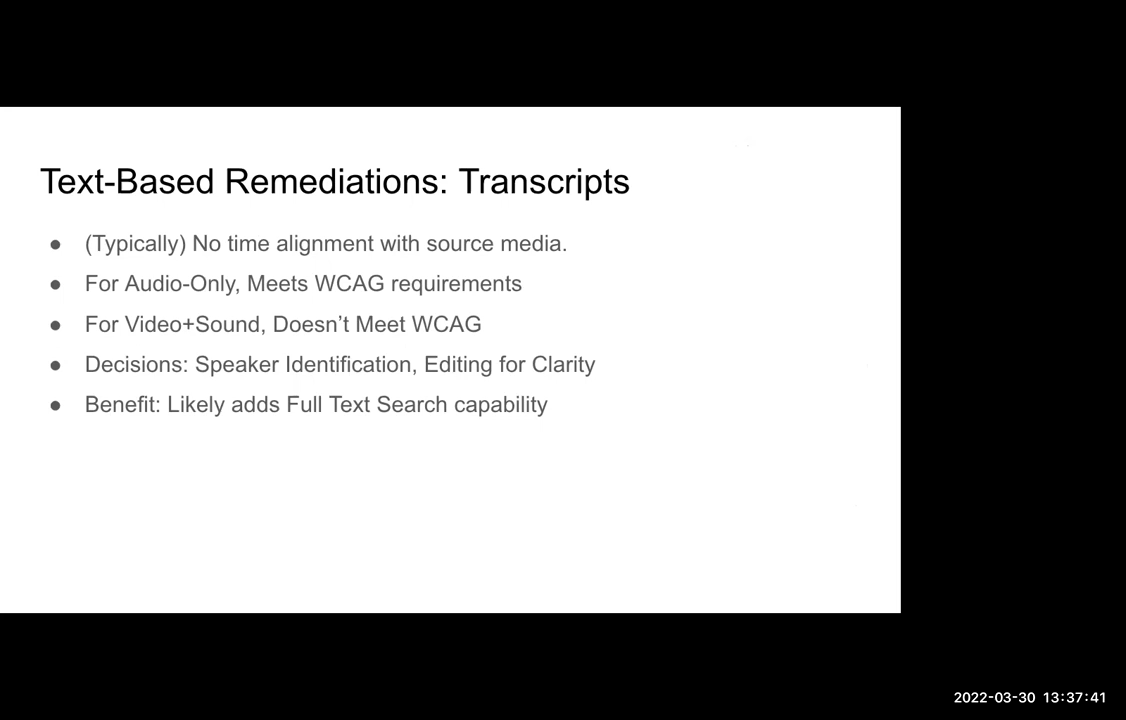 Text-Based Remediations: Transcripts
● (Typically) No time alignment with source media.
● For Audio-Only, Meets WCAG requirements
● For Video+Sound, Doesn’t Meet WCAG
● Decisions: Speaker Identification, Editing for Clarity
● Benefit: Likely adds Full Text Search capability
2022-03-30 13:37:41